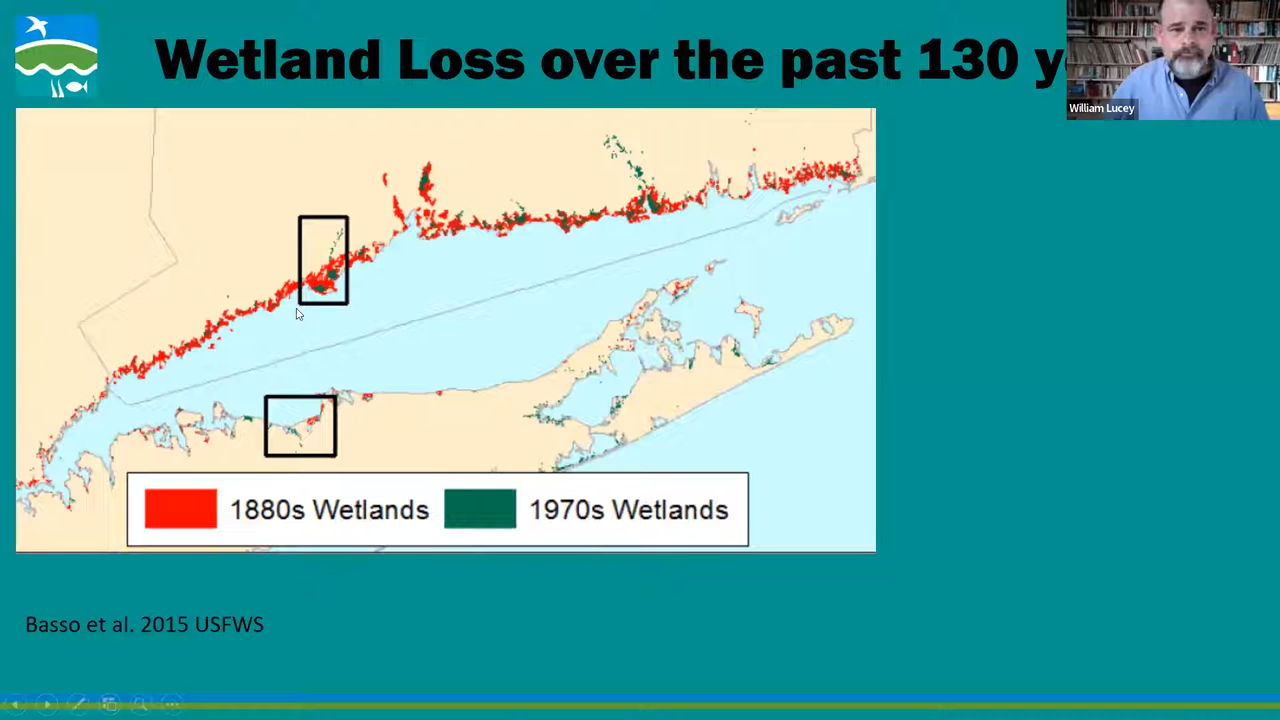 Wetland Loss over the past 130 y
William Lucey
1880s Wetlands 1970s Wetlands
Basso et al. 2015 USFWS